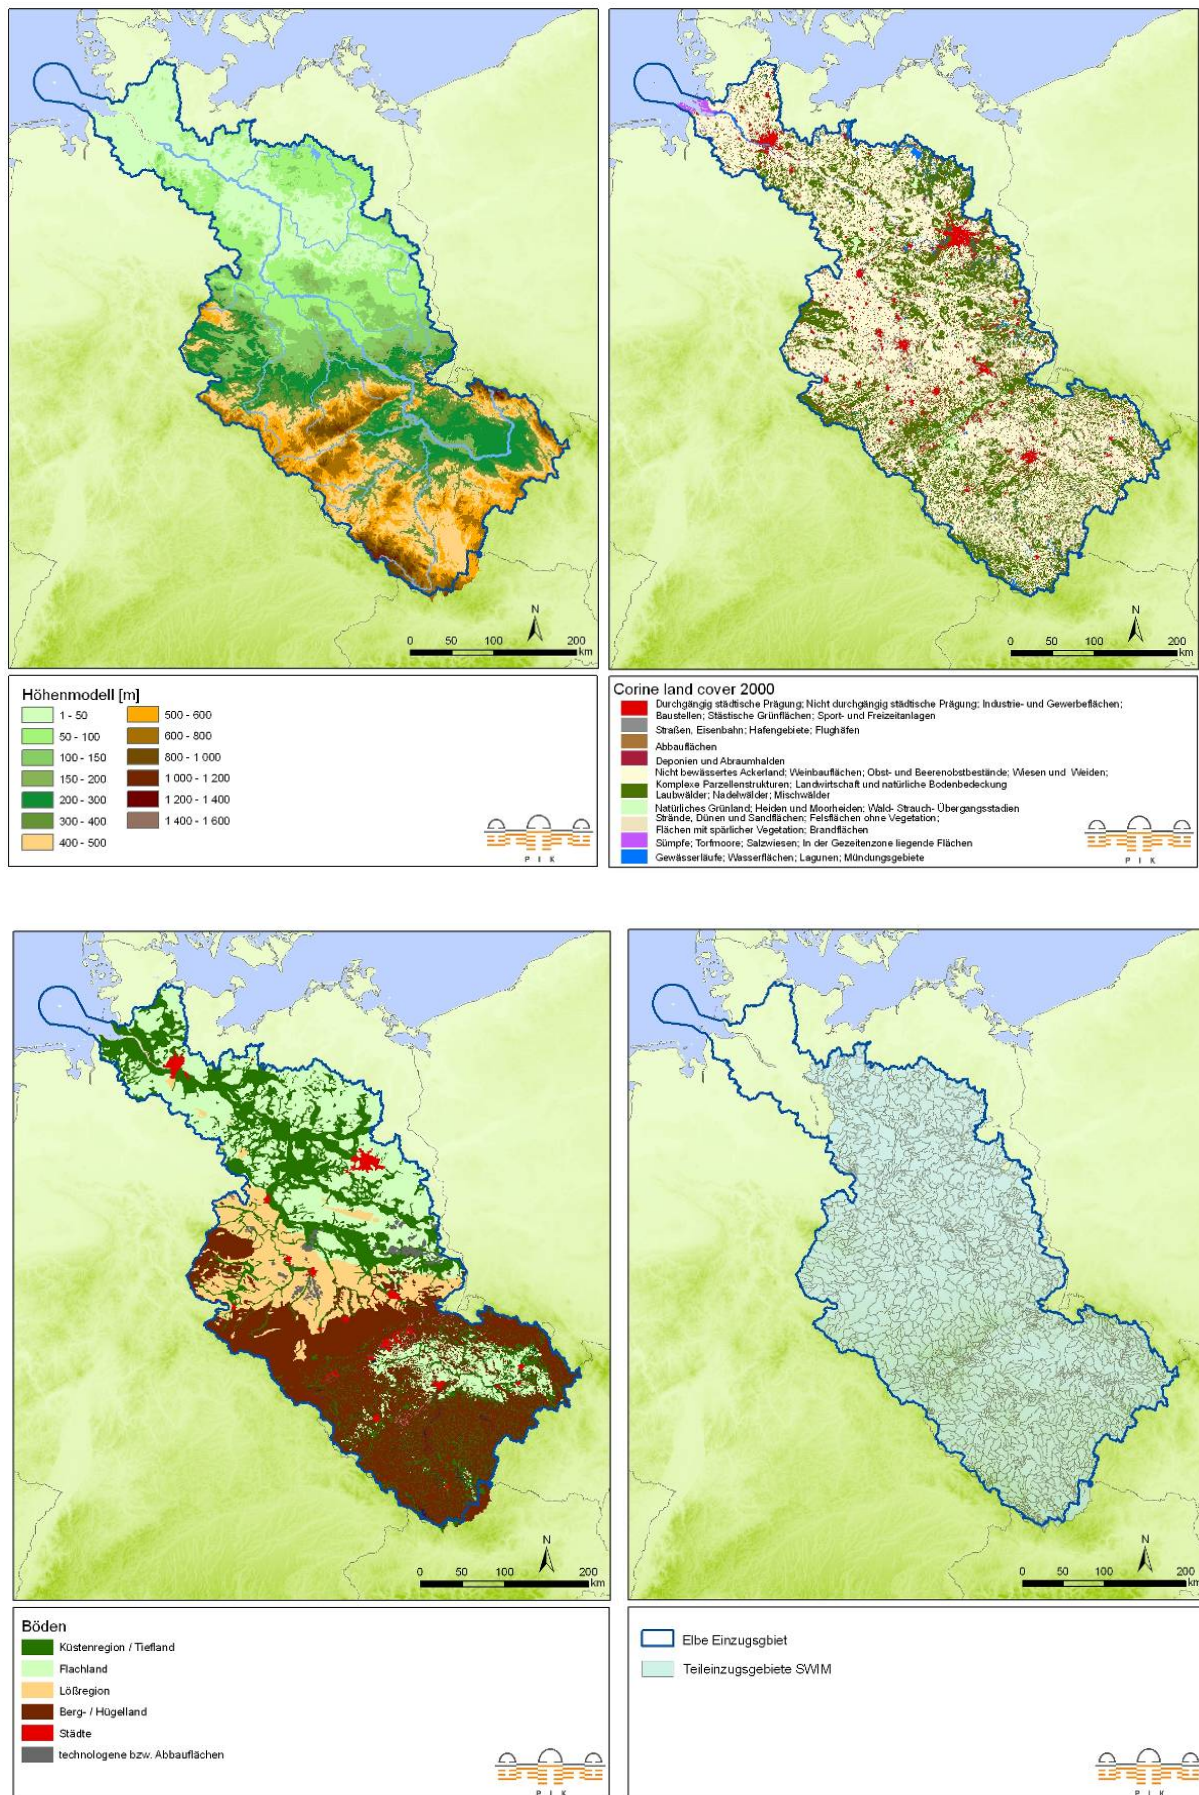 N
0 50 100 200
km
Höhenmodell [m]
1 - 50
50 - 100
100 - 150
150 - 200
200 - 300
300 - 400
400 - 500
500 - 600
600 - 800
800 - 1 000
1 000 - 1 200
1 200 - 1 400
1 400 - 1 600
P I K
N
0 50 100 200
km
Corine land cover 2000
Durchgängig städtische Prägung; Nicht durchgängig städtische Prägung; Industrie- und Gewerbeflächen;
Baustellen; Stästische Grünflächen; Sport- und Freizeitanlagen
Straßen, Eisenbahn; Hafengebiete; Flughäfen
Abbauflächen
Deponien und Abraumhalden
Nicht bewässertes Ackerland; Weinbauflächen; Obst- und Beerenobstbestände; Wiesen und Weiden;
Komplexe Parzellenstrukturen; Landwirtschaft und natürliche Bodenbedeckung
Laubwälder; Nadelwälder; Mischwälder
Natürliches Grünland; Heiden und Moorheiden; Wald- Strauch- Übergangsstadien
Strände, Dünen und Sandflächen; Felsflächen ohne Vegetation;
Flächen mit spärlicher Vegetation; Brandflächen
Sümpfe; Torfmoore; Salzwiesen; In der Gezeitenzone liegende Flächen
Gewässerläufe; Wasserflächen; Lagunen; Mündungsgebiete
P I K
N
0 50 100 200
km
Böden
Küstenregion / Tiefland
Flachland
Lößregion
Berg- / Hügelland
Städte
technologene bzw. Abbauflächen
P I K
N
0 50 100 200
km
Elbe Einzugsgbiet
Teileinzugsgebiete SWIM
P I K